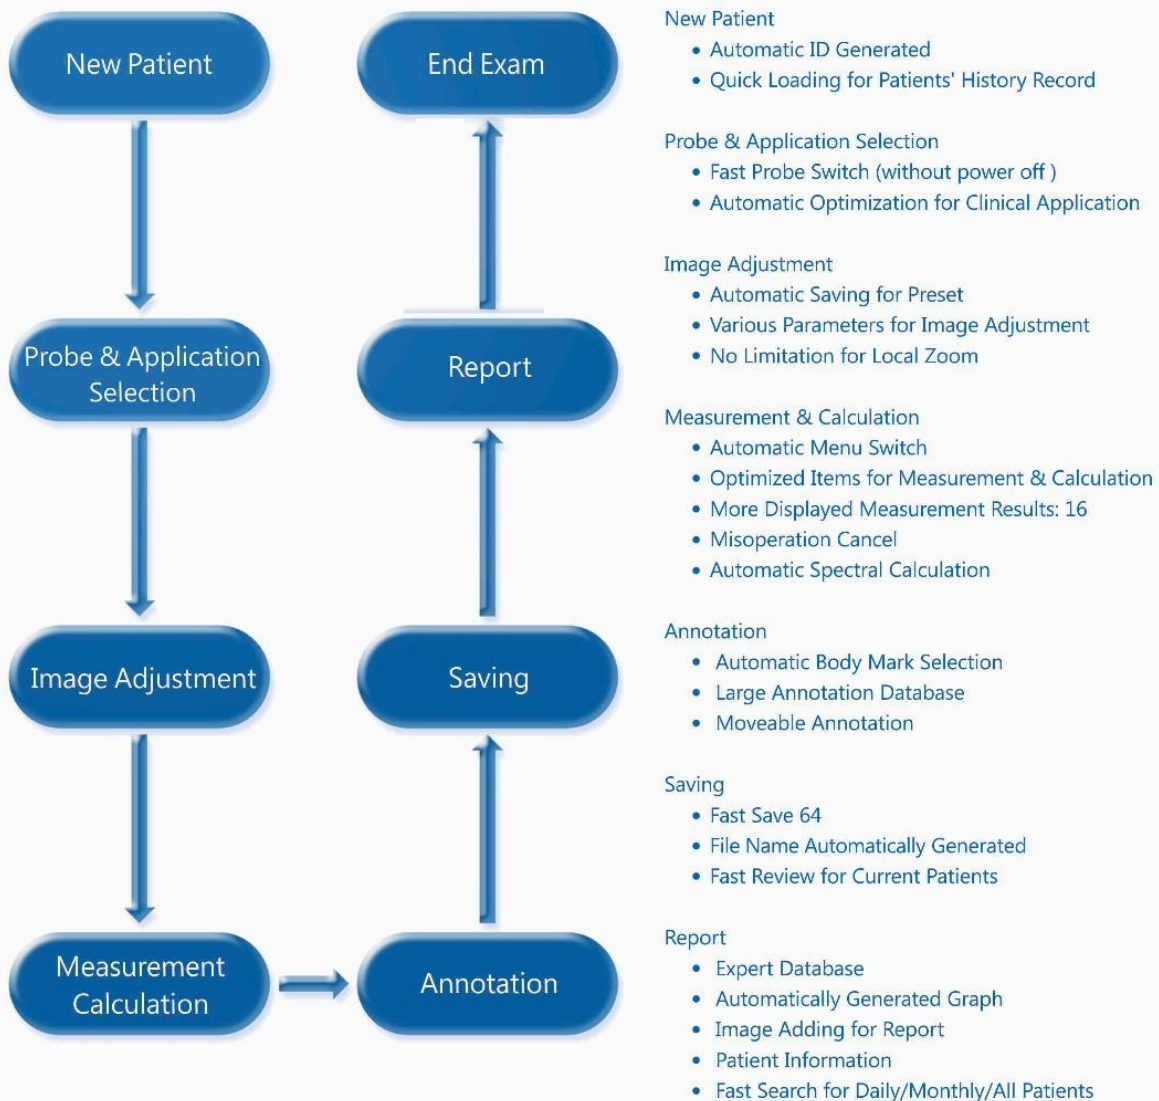 New Patient
Probe & Application
Selection
Image Adjustment
Measurement
Calculation
Annotation
Saving
Report
End Exam
New Patient
• Automatic ID Generated
• Quick Loading for Patients' History Record
Probe & Application Selection
• Fast Probe Switch (without power off )
• Automatic Optimization for Clinical Application
Image Adjustment
• Automatic Saving for Preset
• Various Parameters for Image Adjustment
• No Limitation for Local Zoom
Measurement & Calculation
• Automatic Menu Switch
• Optimized Items for Measurement & Calculation
• More Displayed Measurement Results: 16
• Misoperation Cancel
• Automatic Spectral Calculation
Annotation
• Automatic Body Mark Selection
• Large Annotation Database
• Moveable Annotation
Saving
• Fast Save 64
• File Name Automatically Generated
• Fast Review for Current Patients
Report
• Expert Database
• Automatically Generated Graph
• Image Adding for Report
• Patient Information
• Fast Search for Daily/Monthly/All Patients